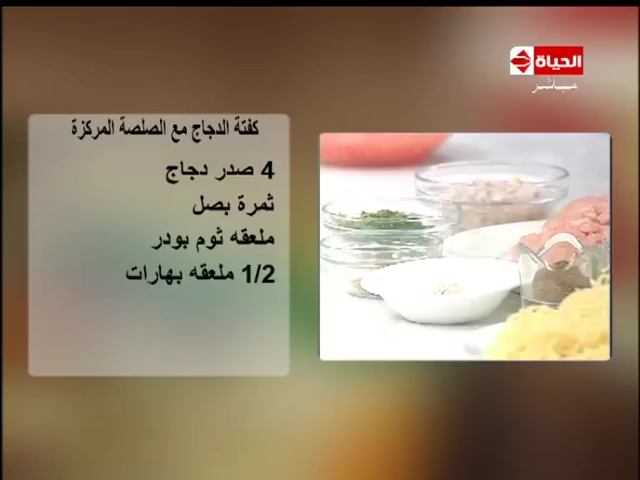 الحياة
مباشر
كفتة الدجاج مع الصلصة المركزة
4 صدر دجاج
ثمرة بصل
ملعقه ثوم بودر
1/2 ملعقه بهارات